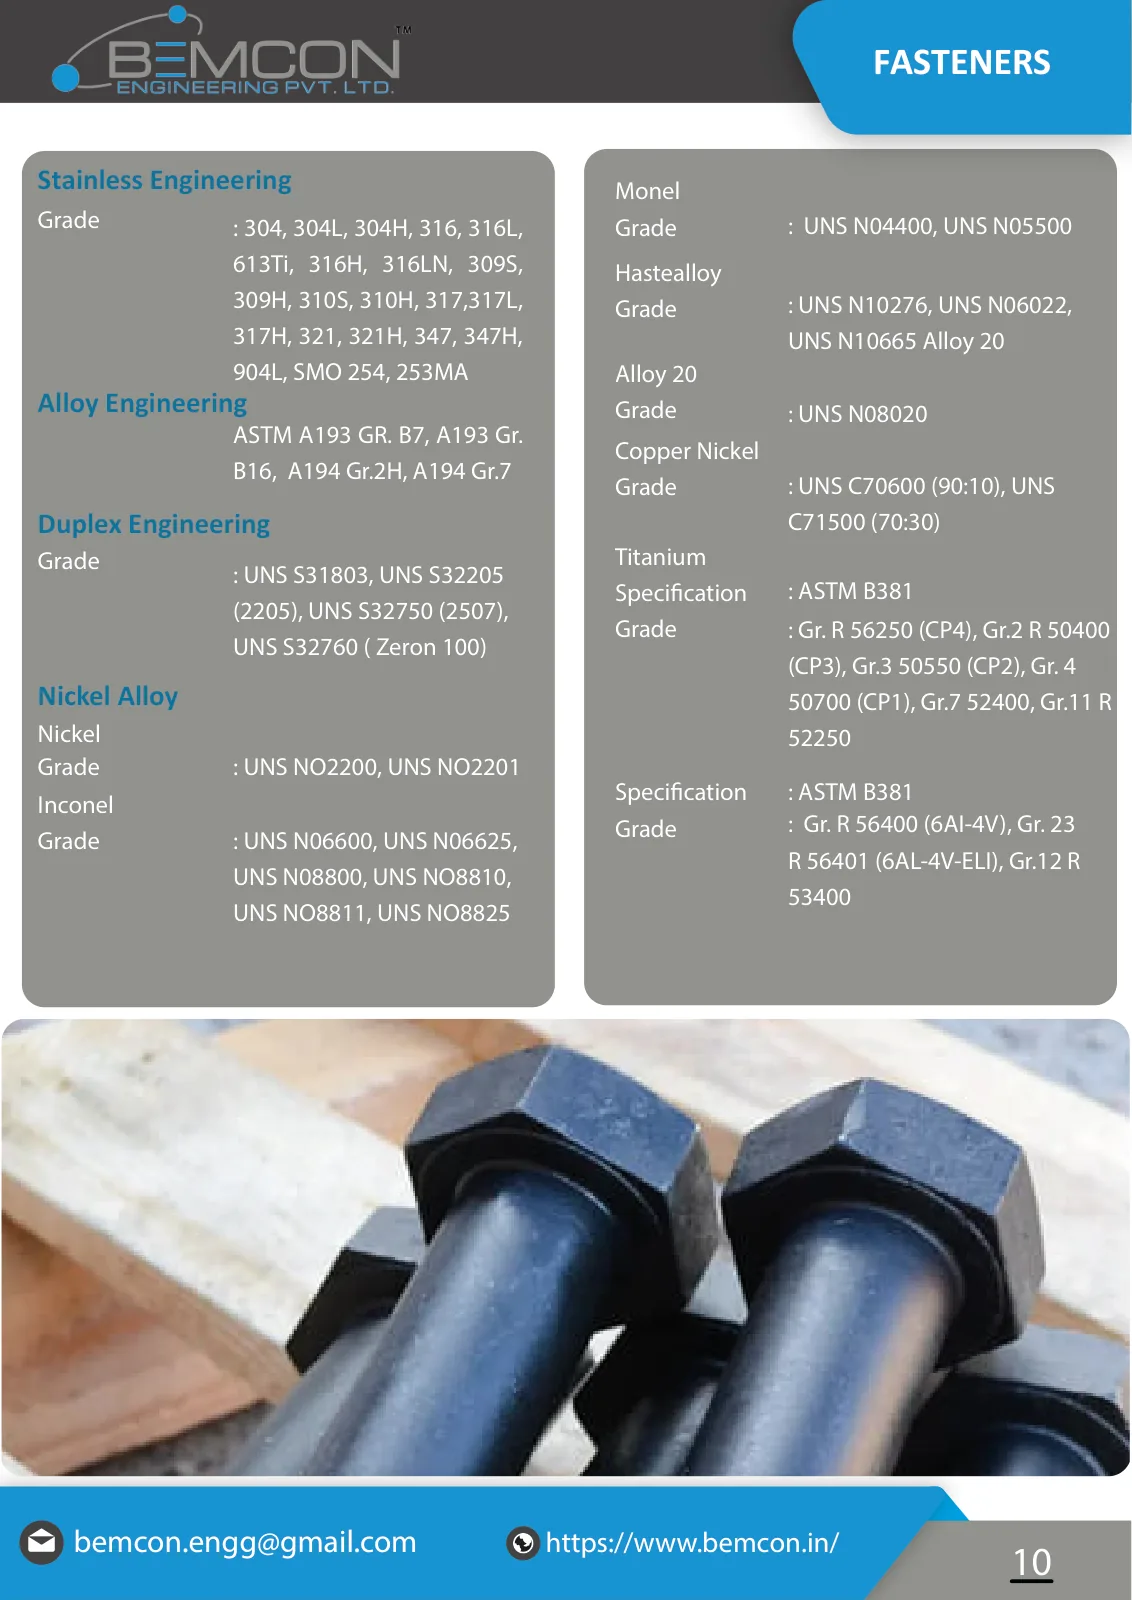 BEMCON
TM
ENGINEERING PVT. LTD.
FASTENERS
Stainless Engineering
Grade
: 304, 304L, 304H, 316, 316L,
613Ti, 316H, 316LN, 309S,
309H, 310S, 310H, 317,317L,
317H, 321, 321H, 347, 347H,
904L, SMO 254, 253MA
Alloy Engineering
ASTM A193 GR. B7, A193 Gr.
B16, A194 Gr.2H, A194 Gr.7
Duplex Engineering
Grade
: UNS S31803, UNS S32205
(2205), UNS S32750 (2507),
UNS S32760 ( Zeron 100)
Nickel Alloy
Nickel
Grade : UNS NO2200, UNS NO2201
Inconel
Grade : UNS N06600, UNS N06625,
UNS N08800, UNS NO8810,
UNS NO8811, UNS NO8825
Monel
Grade : UNS N04400, UNS N05500
Hastealloy
Grade : UNS N10276, UNS N06022,
UNS N10665 Alloy 20
Alloy 20
Grade : UNS N08020
Copper Nickel
Grade : UNS C70600 (90:10), UNS
C71500 (70:30)
Titanium
Specification : ASTM B381
Grade : Gr. R 56250 (CP4), Gr.2 R 50400
(CP3), Gr.3 50550 (CP2), Gr. 4
50700 (CP1), Gr.7 52400, Gr.11 R
52250
Specification : ASTM B381
Grade : Gr. R 56400 (6AI-4V), Gr. 23
R 56401 (6AL-4V-ELI), Gr.12 R
53400
bemcon.engg@gmail.com
https://www.bemcon.in/
10